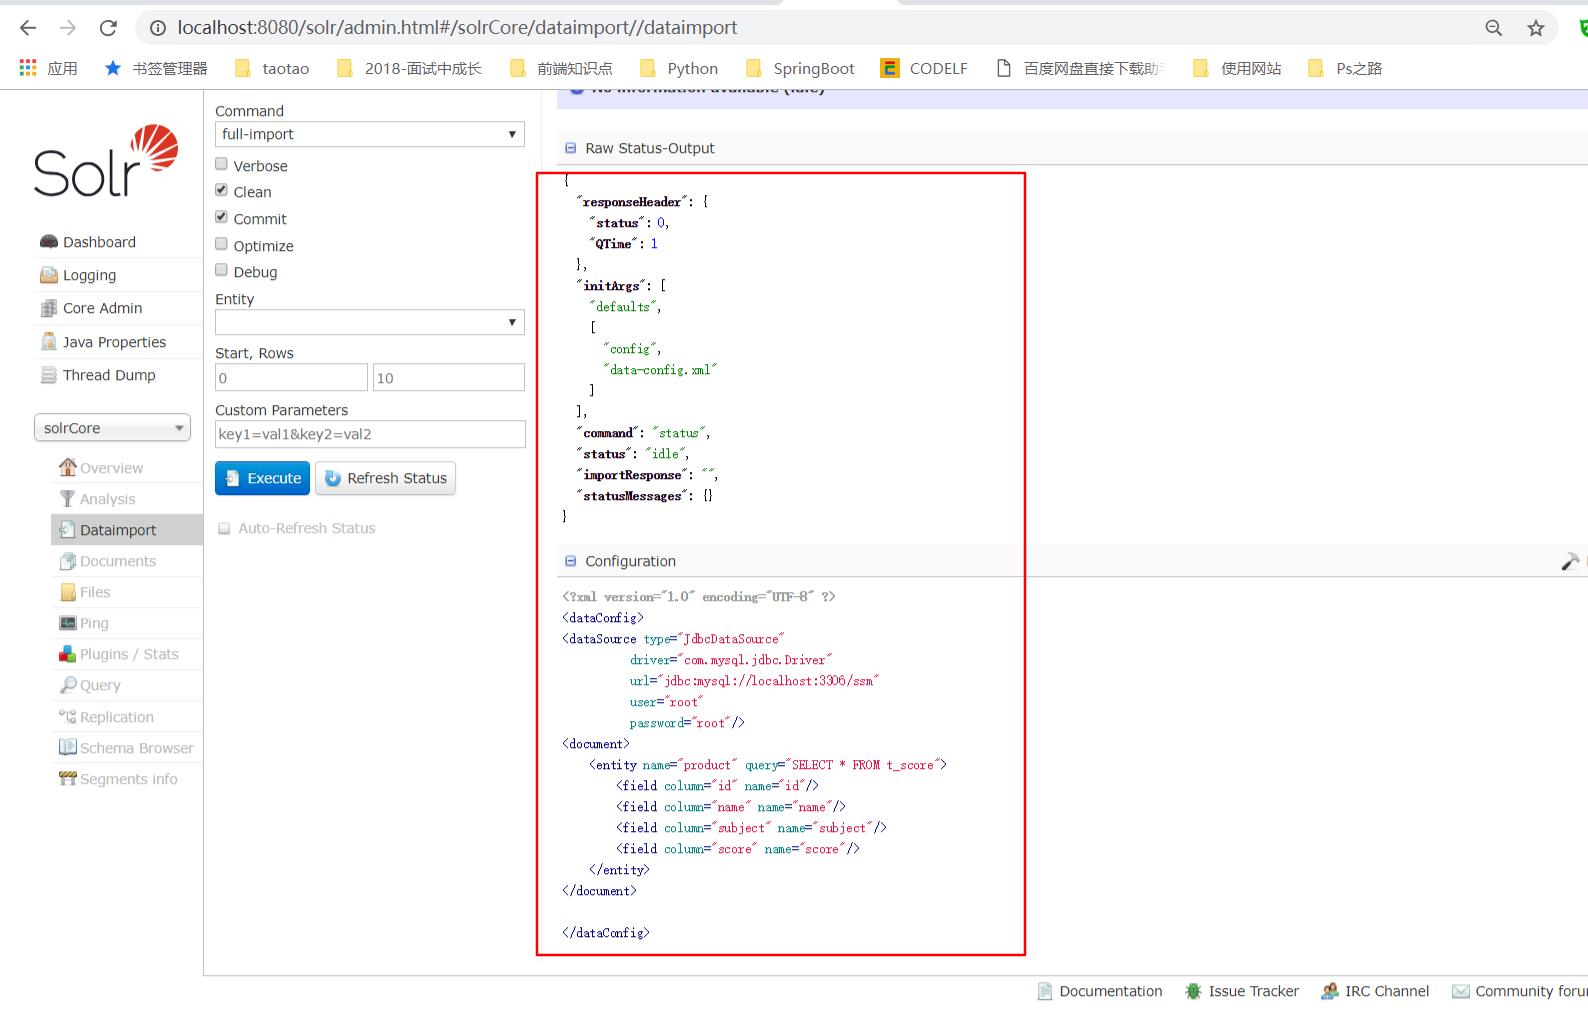 localhost:8080/solr/admin.html#/solrCore/dataimport//dataimport
应用 书签管理器 taotao 2018-面试中成长 前端知识点 Python SpringBoot CODELF 百度网盘直接下载助 使用网站 Ps之路
No information available (idle)
Solr
Dashboard
Logging
Core Admin
Java Properties
Thread Dump
solrCore
Overview
Analysis
Dataimport
Documents
Files
Ping
Plugins / Stats
Query
Replication
Schema Browser
Segments info
Command
full-import
Verbose
Clean
Commit
Optimize
Debug
Entity
Start, Rows
0 10
Custom Parameters
key1=val1&key2=val2
Execute Refresh Status
Auto-Refresh Status
Raw Status-Output
{
"responseHeader": {
"status": 0,
"QTime": 1
},
"initArgs": [
"defaults",
[
"config",
"data-config.xml"
]
],
"command": "status",
"status": "idle",
"importResponse": "",
"statusMessages": {}
}
Configuration
<?xml version="1.0" encoding="UTF-8" ?>
<dataConfig>
<dataSource type="JdbcDataSource"
driver="com.mysql.jdbc.Driver"
url="jdbc:mysql://localhost:3306/ssm"
user="root"
password="root"/>
<document>
<entity name="product" query="SELECT * FROM t_score">
<field column="id" name="id"/>
<field column="name" name="name"/>
<field column="subject" name="subject"/>
<field column="score" name="score"/>
</entity>
</document>
</dataConfig>
Documentation Issue Tracker IRC Channel Community foru